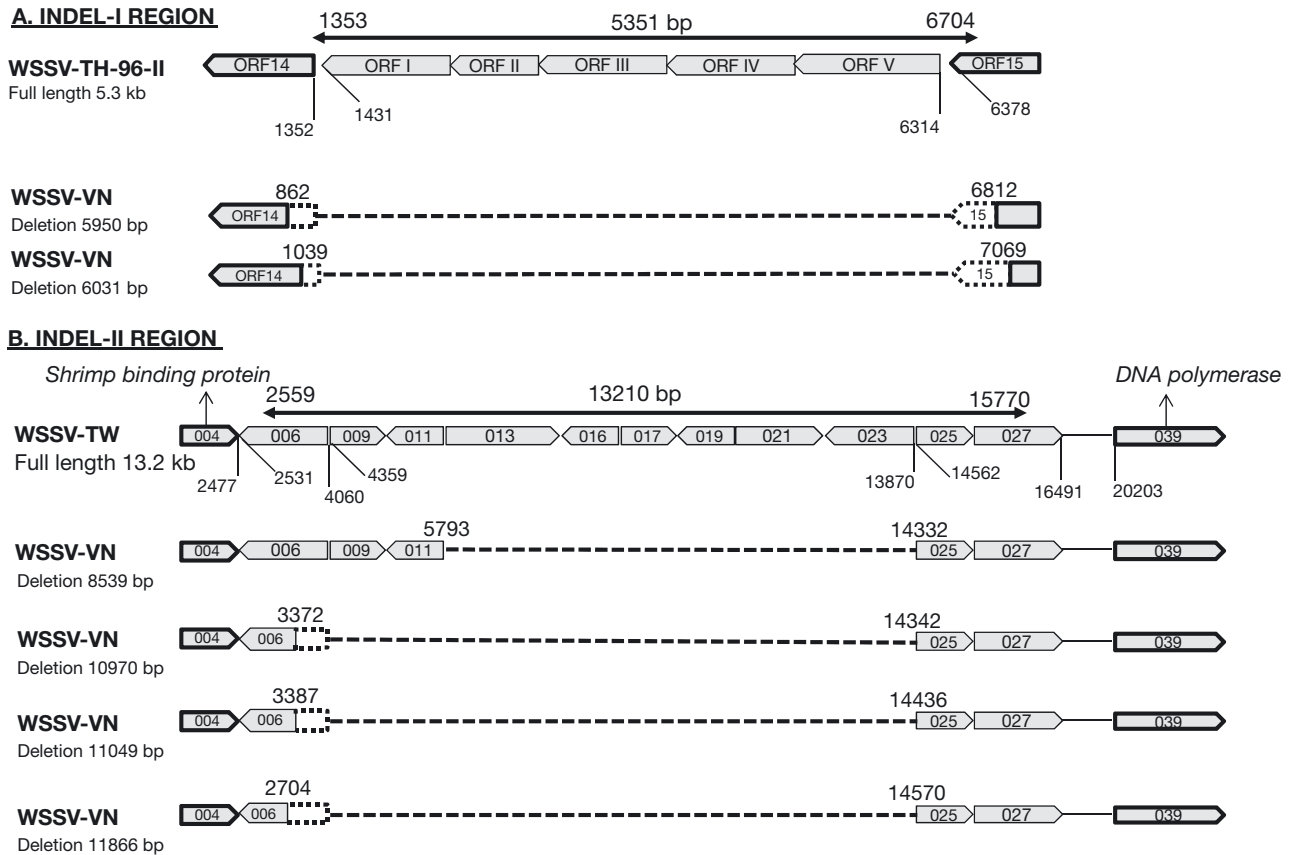 A. INDEL-I REGION
1353 5351 bp 6704
WSSV-TH-96-II
Full length 5.3 kb
ORF14 ORF I ORF II ORF III ORF IV ORF V ORF15
1352 1431 6314 6378
WSSV-VN
Deletion 5950 bp
862 6812
ORF14 15
WSSV-VN
Deletion 6031 bp
1039 7069
ORF14 15
B. INDEL-II REGION
Shrimp binding protein DNA polymerase
2559 13210 bp 15770
WSSV-TW
Full length 13.2 kb
004 006 009 011 013 016 017 019 021 023 025 027 039
2477 2531 4060 4359 13870 14562 16491 20203
WSSV-VN
Deletion 8539 bp
5793 14332
004 006 009 011 025 027 039
WSSV-VN
Deletion 10970 bp
3372 14342
004 006 025 027 039
WSSV-VN
Deletion 11049 bp
3387 14436
004 006 025 027 039
WSSV-VN
Deletion 11866 bp
2704 14570
004 006 025 027 039